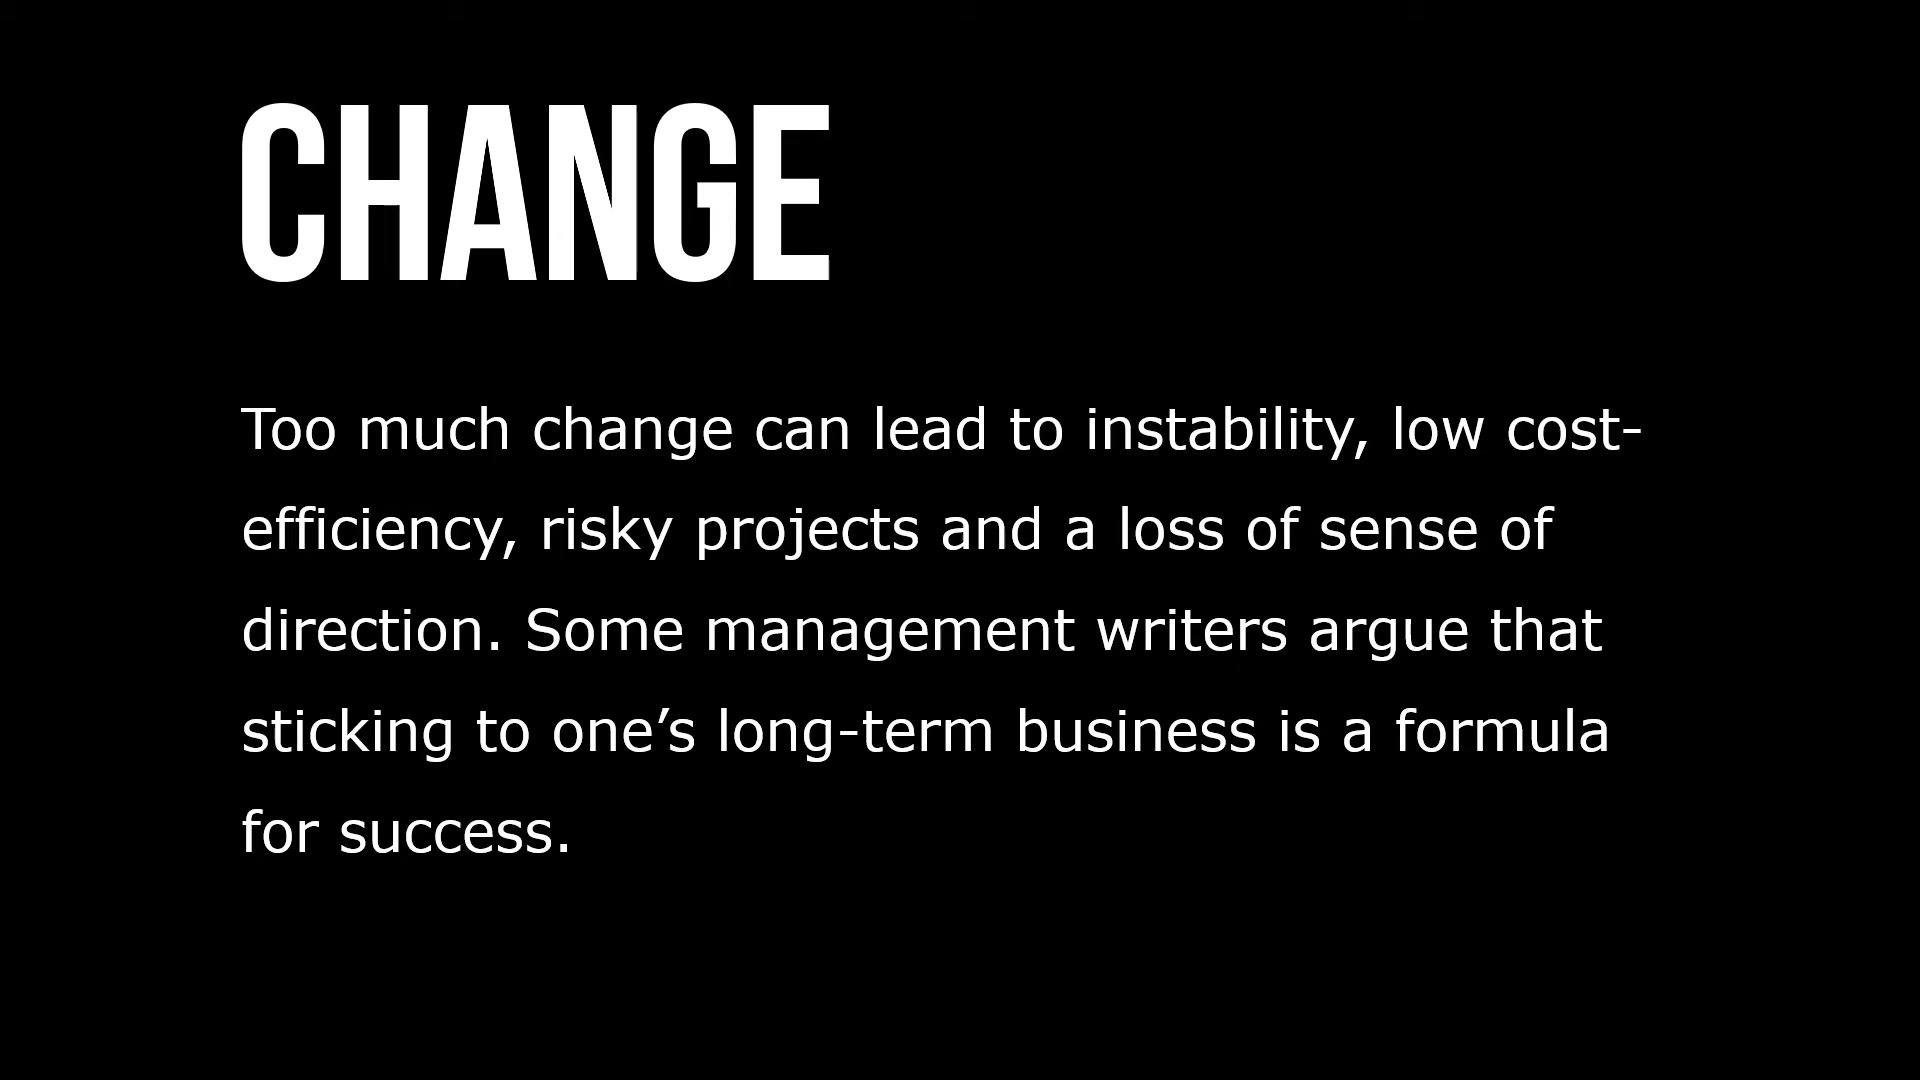 CHANGE
Too much change can lead to instability, low cost-
efficiency, risky projects and a loss of sense of
direction. Some management writers argue that
sticking to one’s long-term business is a formula
for success.